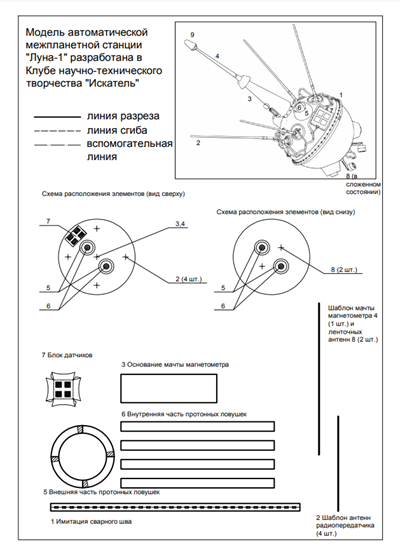 Модель автоматической
межпланетной станции
"Луна-1" разработана в
Клубе научно-технического
творчества "Искатель"
линия разреза
линия сгиба
вспомогательная
линия
9
4
3
2
5
6
7
1
8 (в
сложенном
состоянии)
Схема расположения элементов (вид сверху)
7
3,4
2 (4 шт.)
5
6
Схема расположения элементов (вид снизу)
8 (2 шт.)
5
6
Шаблон мачты
магнетометра 4
(1 шт.) и
ленточных
антенн 8 (2 шт.)
7 Блок датчиков
3 Основание мачты магнетометра
6 Внутренняя часть протонных ловушек
5 Внешняя часть протонных ловушек
1 Имитация сварного шва
2 Шаблон антенн
радиопередатчика
(4 шт.)